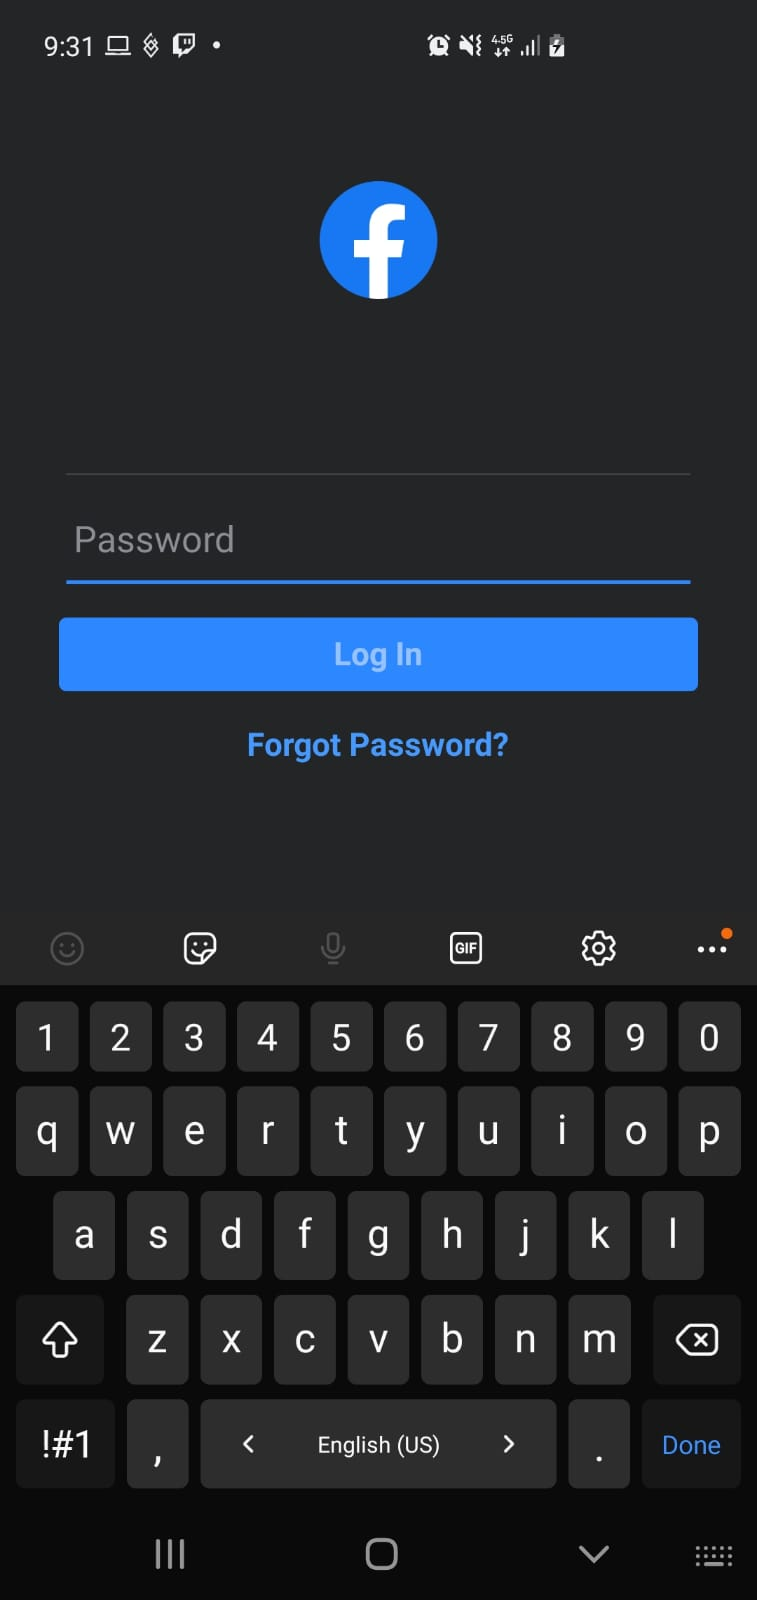 9:31
4.5G
Password
Log In
Forgot Password?
GIF
1 2 3 4 5 6 7 8 9 0
q w e r t y u i o p
a s d f g h j k l
z x c v b n m
!#1 , < English (US) > . Done